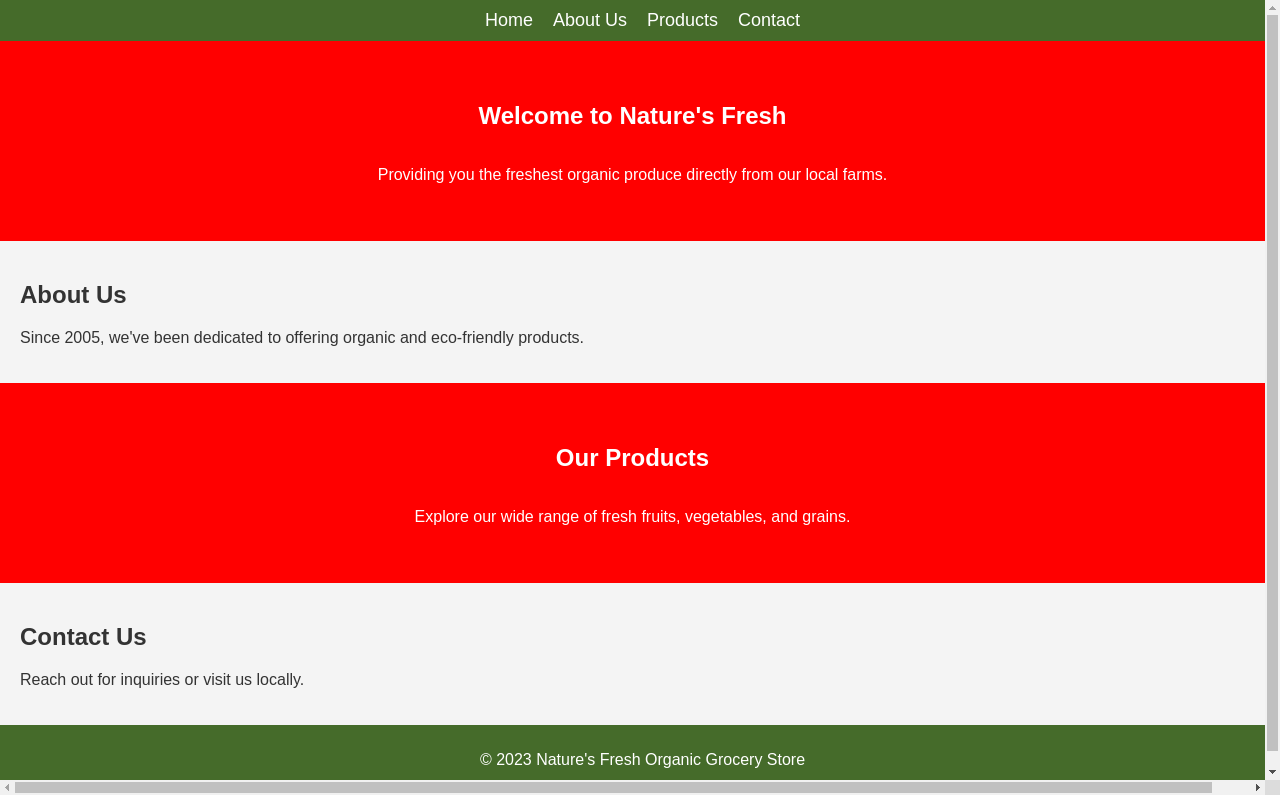 Home About Us Products Contact
Welcome to Nature's Fresh
Providing you the freshest organic produce directly from our local farms.
About Us
Since 2005, we've been dedicated to offering organic and eco-friendly products.
Our Products
Explore our wide range of fresh fruits, vegetables, and grains.
Contact Us
Reach out for inquiries or visit us locally.
© 2023 Nature's Fresh Organic Grocery Store